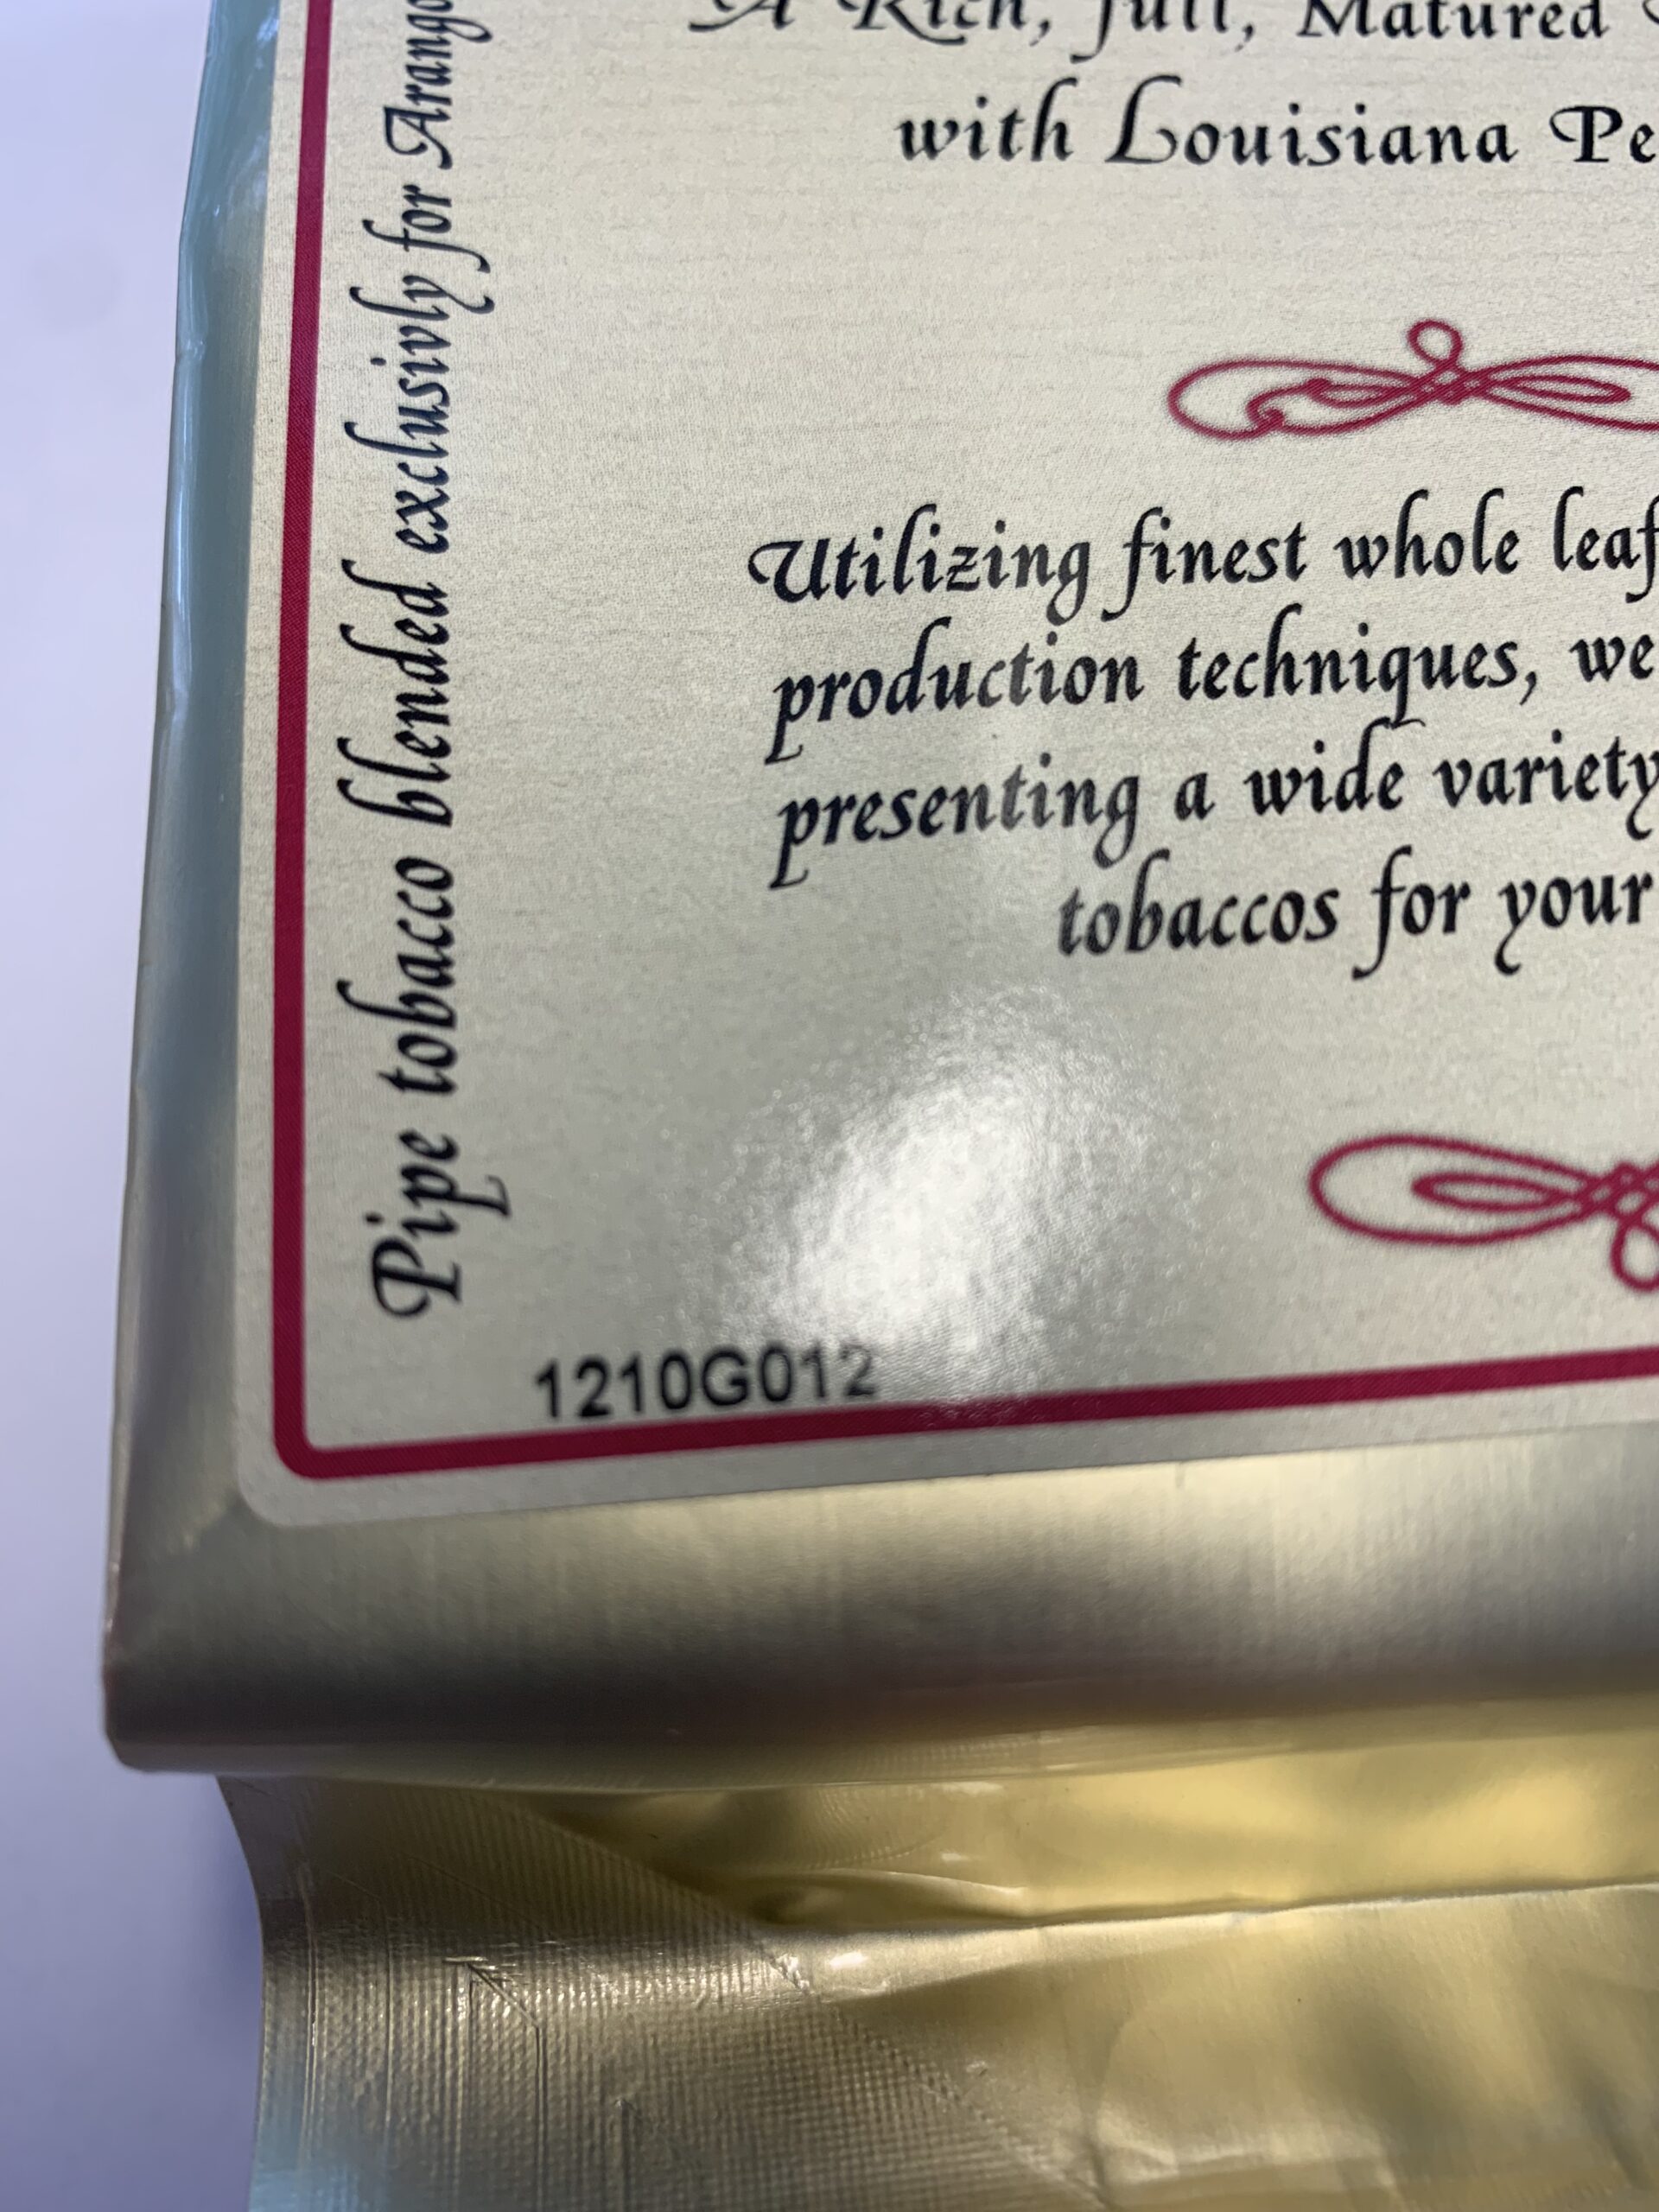 A Rich, Full, Matured
with Louisiana Pe
Utilizing finest whole leaf
production techniques, we
presenting a wide variety
tobaccos for your
Pipe tobacco blended exclusivly for Arango
1210G012